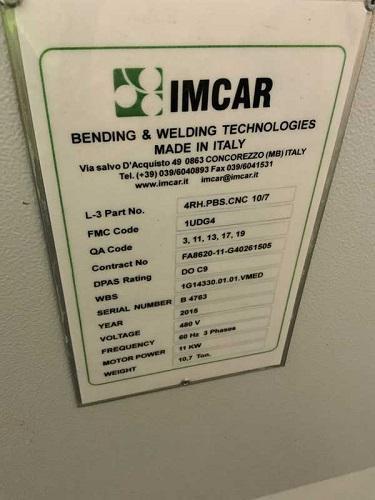 IMCAR
BENDING & WELDING TECHNOLOGIES
MADE IN ITALY
Via salvo D'Acquisto 49 0863 CONCOREZZO (MB) ITALY
Tel. (+39) 039/6040893 Fax 039/6041531
www.imcar.it imcar@imcar.it
L-3 Part No. 4RH.PBS.CNC 10/7
FMC Code 1UDG4
QA Code 3, 11, 13, 17, 19
Contract No FA8620-11-G40261505
DPAS Rating DO C9
WBS 1G14330.01.01.VMED
SERIAL NUMBER B 4763
YEAR 2015
VOLTAGE 480 V
FREQUENCY 60 Hz 3 Phases
MOTOR POWER 11 KW
WEIGHT 10,7 Ton.